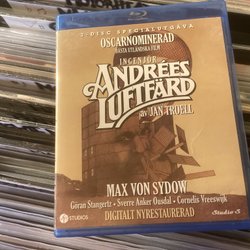 2-DISC SPECIALUTGÅVA
OSCARNOMINERAD
BÄSTA UTLÄNDSKA FILM
INGENJÖR
ANDRÉES
LUFTFÄRD
av JAN TROELL
MAX VON SYDOW
Göran Stangertz • Sverre Anker Ousdal • Cornelis Vreeswijk
DIGITALT NYRESTAURERAD
STUDIOS
Studio S